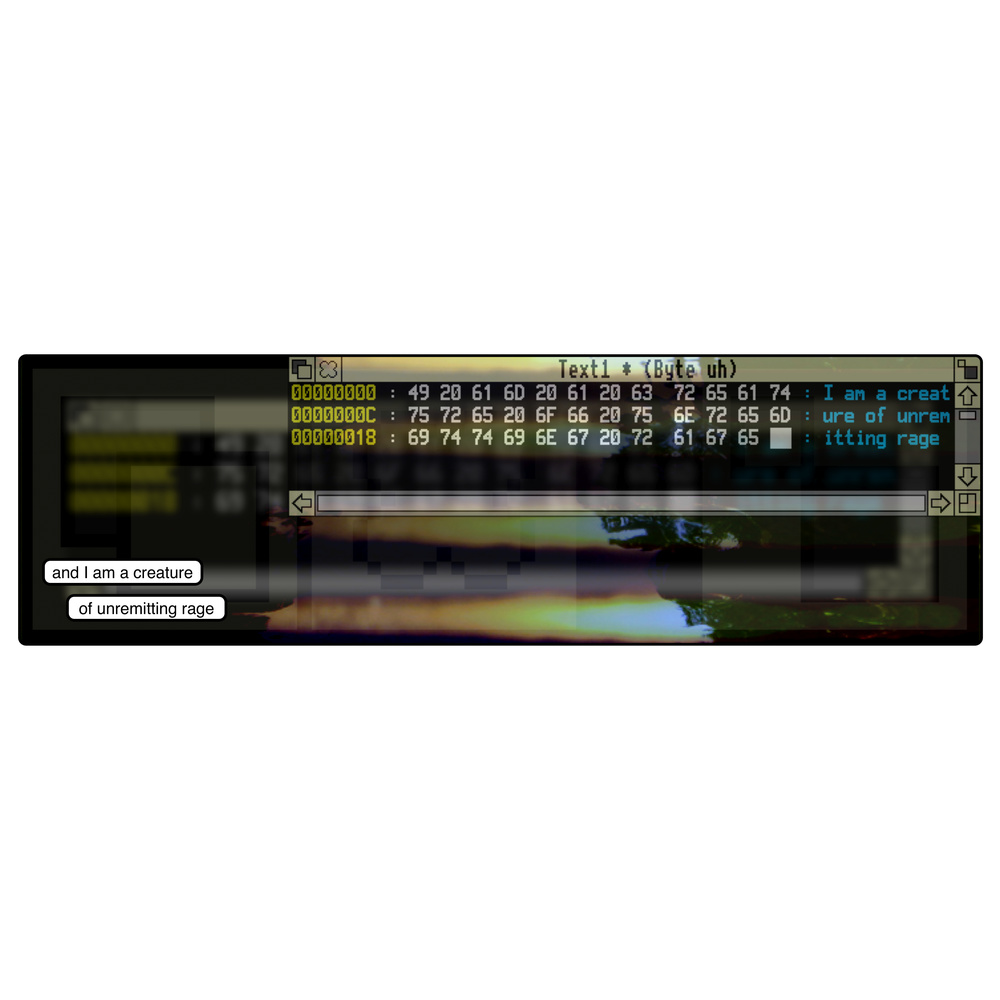 Text1 * (Byte uh)
00000000 : 49 20 61 6D 20 61 20 63 72 65 61 74 : I am a creat
0000000C : 75 72 65 20 6F 66 20 75 6E 72 65 6D : ure of unrem
00000018 : 69 74 74 69 6E 67 20 72 61 67 65 : itting rage
and I am a creature
of unremitting rage